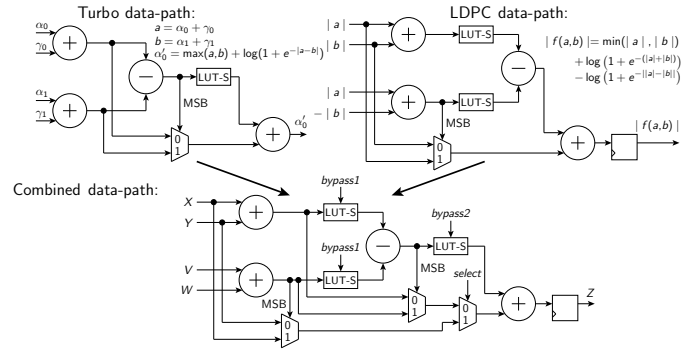 Turbo data-path:
α₀
γ₀
α₁
γ₁
+
+
−
a = α₀ + γ₀
b = α₁ + γ₁
α₀′ = max(a,b) + log(1 + e^{-|a-b|})
LUT-S
MSB
0
1
+
α₀′
LDPC data-path:
| a |
| b |
| a |
− | b |
+
+
LUT-S
LUT-S
−
| f(a,b) |= min(| a | , | b |)
+ log (1 + e^{-(|a|+|b|)})
− log (1 + e^{-||a|-|b||})
MSB
0
1
+
| f(a,b) |
Combined data-path:
X
Y
V
W
+
+
bypass1
LUT-S
bypass1
LUT-S
−
bypass2
LUT-S
MSB
MSB
select
0
1
0
1
0
1
+
Z